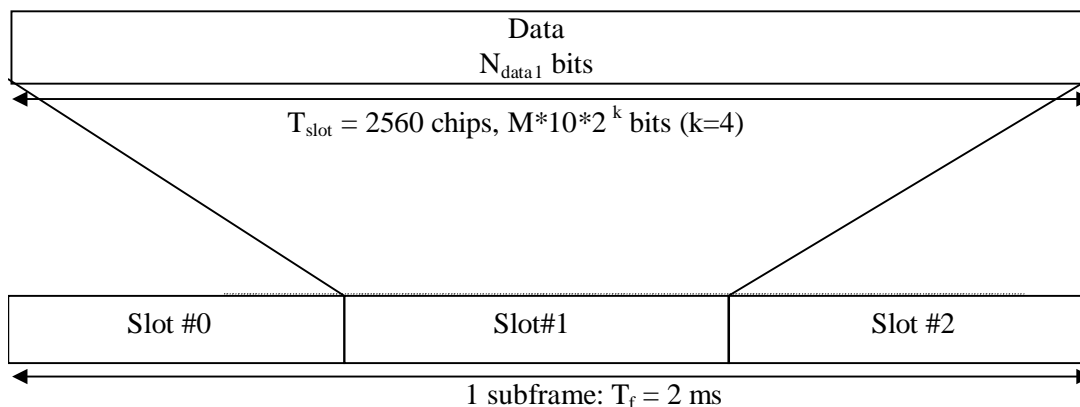 Data
N_data1 bits
T_slot = 2560 chips, M*10*2^k bits (k=4)
Slot #0
Slot#1
Slot #2
1 subframe: T_f = 2 ms